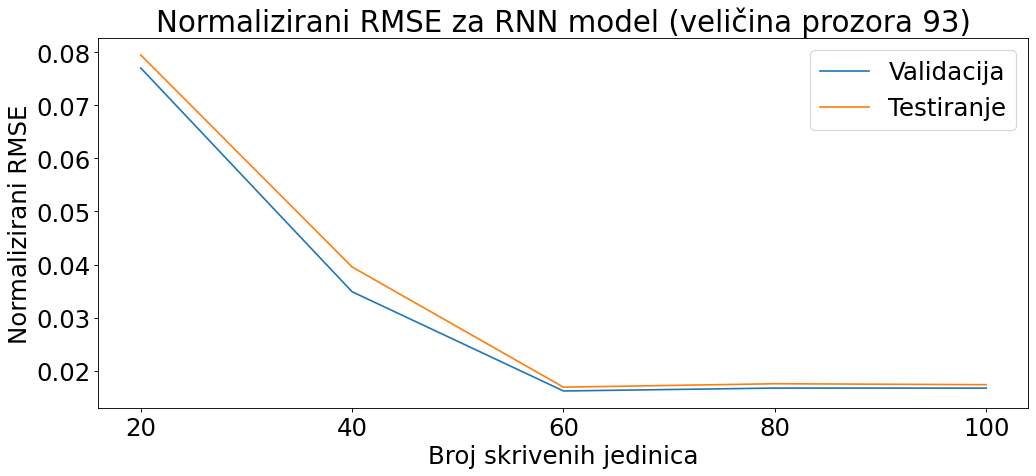 Normalizirani RMSE za RNN model (veličina prozora 93)
Validacija
Testiranje
Normalizirani RMSE
0.08
0.07
0.06
0.05
0.04
0.03
0.02
20 40 60 80 100
Broj skrivenih jedinica